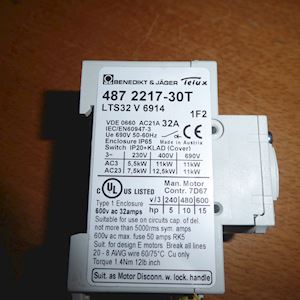 BENEDIKT & JÄGER Telux
487 2217-30T
LTS32 V 6914 1F2
VDE 0660 AC21A 32A
IEC/EN60947-3
Ue 690V 50-60Hz
Enclosure IP65 Made in Austria
Switch IP20+KLAD (Cover)
3~ 230V 400V 690V
AC3 5,5kW 11kW 11kW
AC23 7,5kW 12,5kW 11kW
C UL US LISTED
Man. Motor
Contr. 7D67
Type 1 Enclosure
600v ac 32amps
v/3 240 480 600
hp 5 10 15
Suitable for use on circuits cap. of del.
not more than 5000rms sym. amps
600v ac max. fuse 50 amps RK5
Suit. for design E motors Break all lines
20 - 8 AWG wire 60/75°C Cu only
Torque 1.4Nm 12lb inch
Suit. as Motor Disconn. w. lock. handle